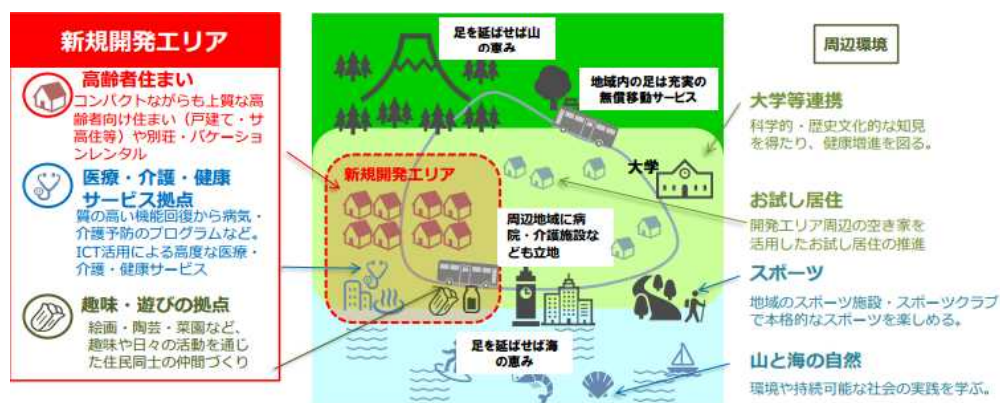 新規開発エリア
高齢者住まい
コンパクトながらも上質な高
齢者向け住まい（戸建て・サ
高住等）や別荘・バケーショ
ンレンタル
医療・介護・健康
サービス拠点
質の高い機能回復から病気・
介護予防のプログラムなど。
ICT活用による高度な医療・
介護・健康サービス
趣味・遊びの拠点
絵画・陶芸・菜園など、
趣味や日々の活動を通じ
た住民同士の仲間づくり
足を延ばせば山
の恵み
地域内の足は充実の
無償移動サービス
新規開発エリア
大学
周辺地域に病
院・介護施設な
ども立地
足を延ばせば海
の恵み
周辺環境
大学等連携
科学的・歴史文化的な知見
を得たり、健康増進を図る。
お試し居住
開発エリア周辺の空き家を
活用したお試し居住の推進
スポーツ
地域のスポーツ施設・スポーツクラブ
で本格的なスポーツを楽しめる。
山と海の自然
環境や持続可能な社会の実践を学ぶ。